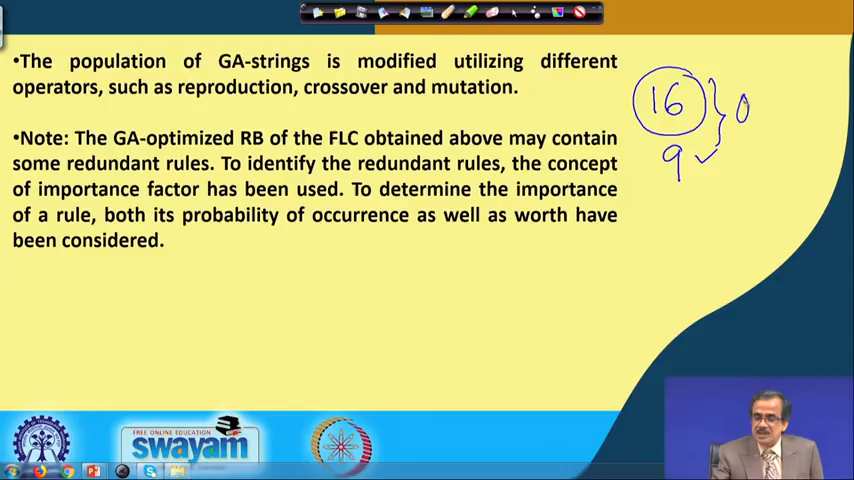 •The population of GA-strings is modified utilizing different
operators, such as reproduction, crossover and mutation.
•Note: The GA-optimized RB of the FLC obtained above may contain
some redundant rules. To identify the redundant rules, the concept
of importance factor has been used. To determine the importance
of a rule, both its probability of occurrence as well as worth have
been considered.
16
9
0
FREE ONLINE EDUCATION
swayam